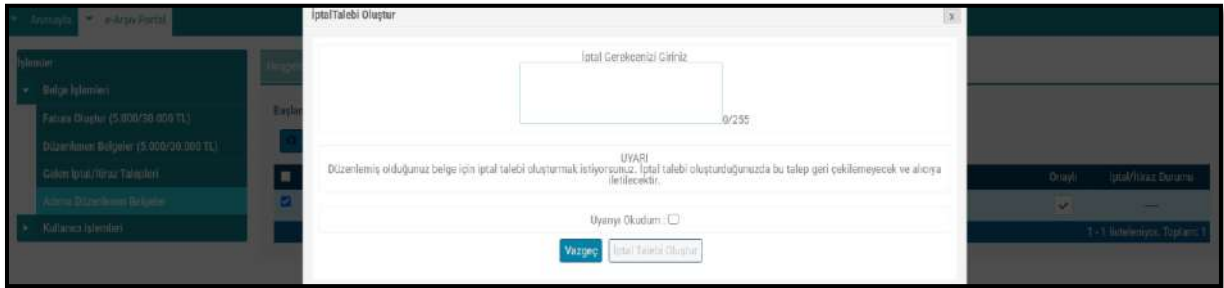 Anasayfa e-Arşiv Portal
İptalTalebi Oluştur
x
İşlemler
İptal Gerekçenizi Giriniz
Belge İşlemleri
Fatura Oluştur (5.000/30.000 TL)
0/255
Düzenlenen Belgeler (5.000/30.000 TL)
UYARI
Düzenlemiş olduğunuz belge için iptal talebi oluşturmak istiyorsunuz. İptal talebi oluşturduğunuzda bu talep geri çekilemeyecek ve alıcıya
iletilecektir.
Gelen İptal/İtiraz Talepleri
Onaylı İptal/İtiraz Durumu
Adıma Düzenlenen Belgeler
-----
Uyarıyı Okudum :
Kullanıcı İşlemleri
1 - 1 listeleniyor, Toplam: 1
Vazgeç İptal Talebi Oluştur